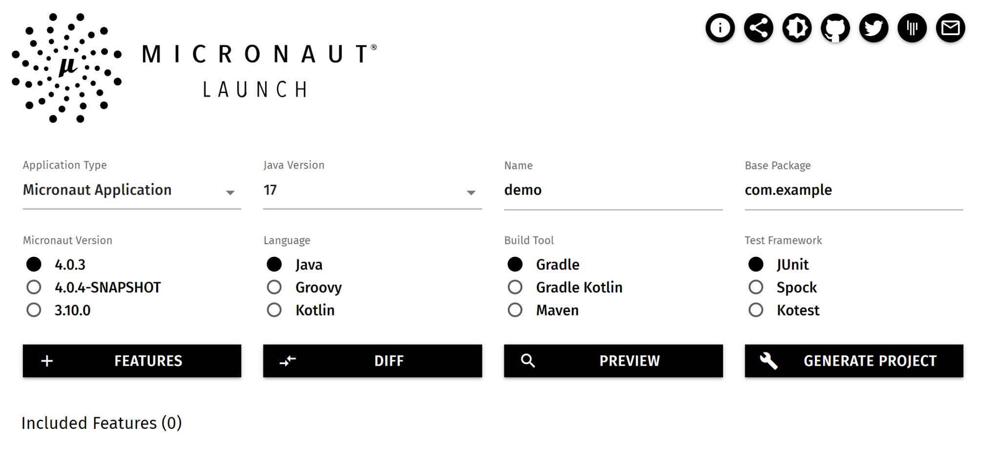 µ
MICRONAUT®
LAUNCH
Application Type
Micronaut Application
Java Version
17
Name
demo
Base Package
com.example
Micronaut Version
4.0.3
4.0.4-SNAPSHOT
3.10.0
Language
Java
Groovy
Kotlin
Build Tool
Gradle
Gradle Kotlin
Maven
Test Framework
JUnit
Spock
Kotest
FEATURES
DIFF
PREVIEW
GENERATE PROJECT
Included Features (0)